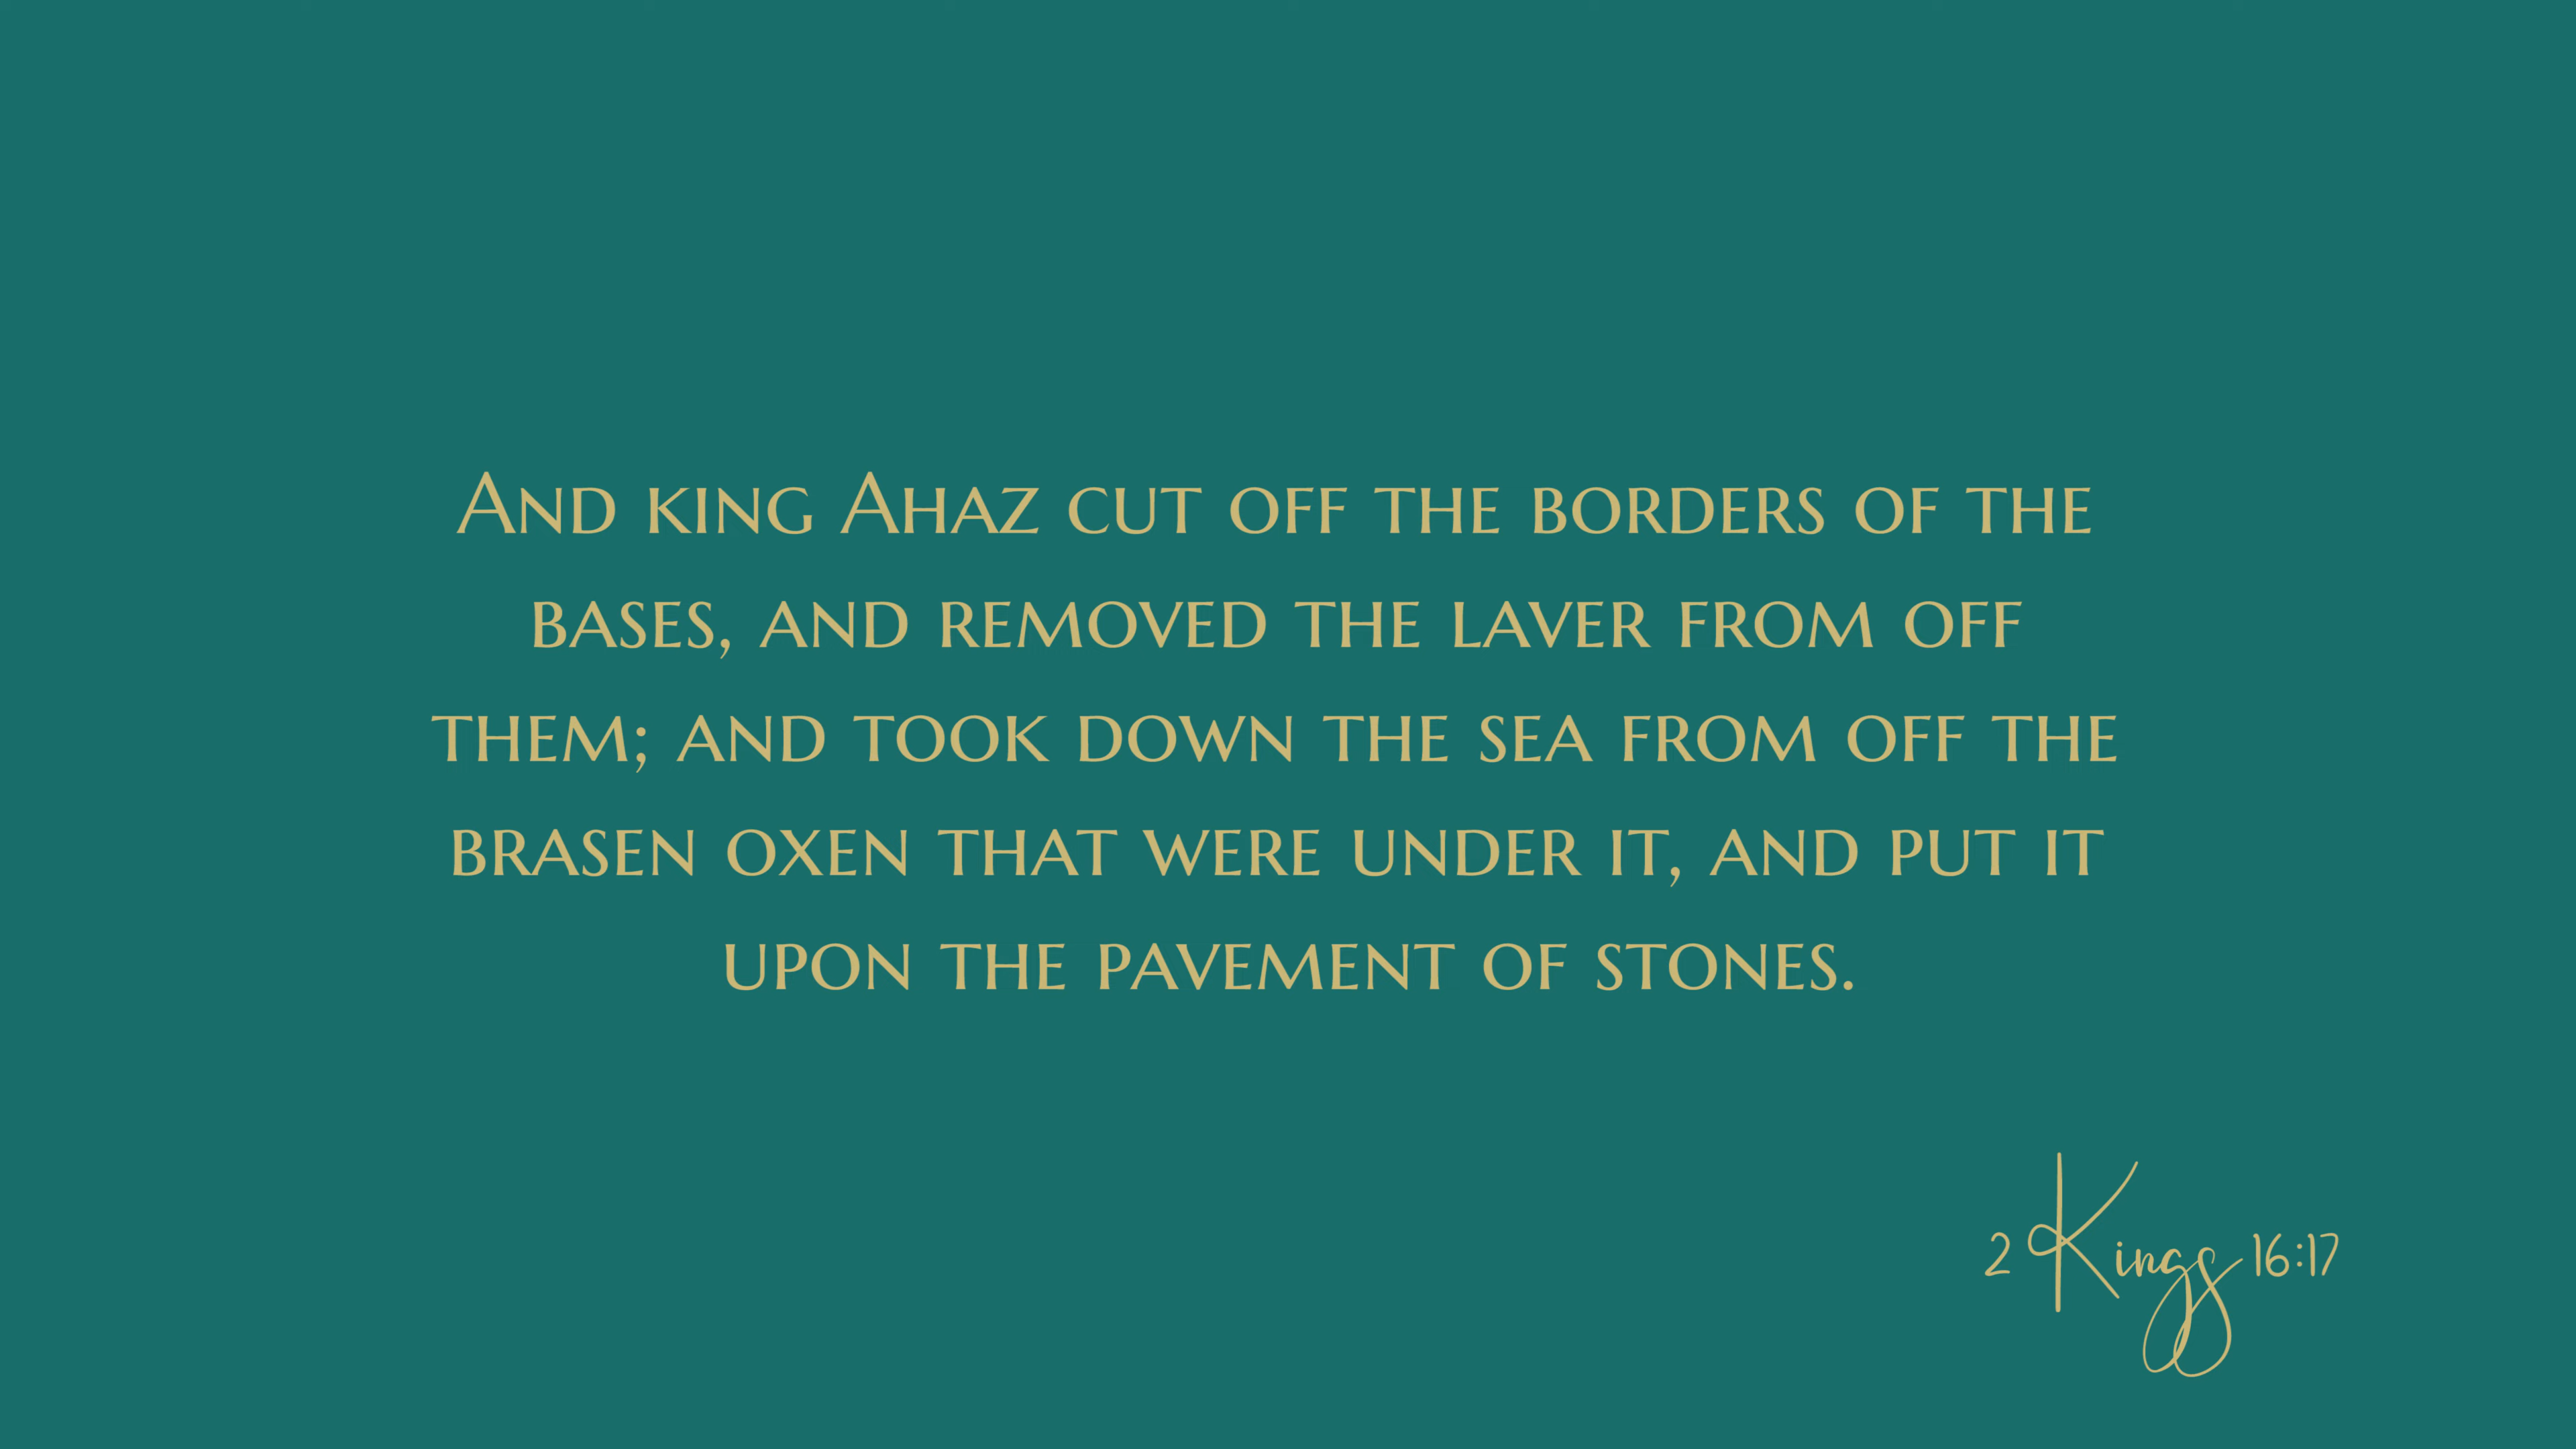 And king Ahaz cut off the borders of the
bases, and removed the laver from off
them; and took down the sea from off the
brasen oxen that were under it, and put it
upon the pavement of stones.
2 Kings 16:17